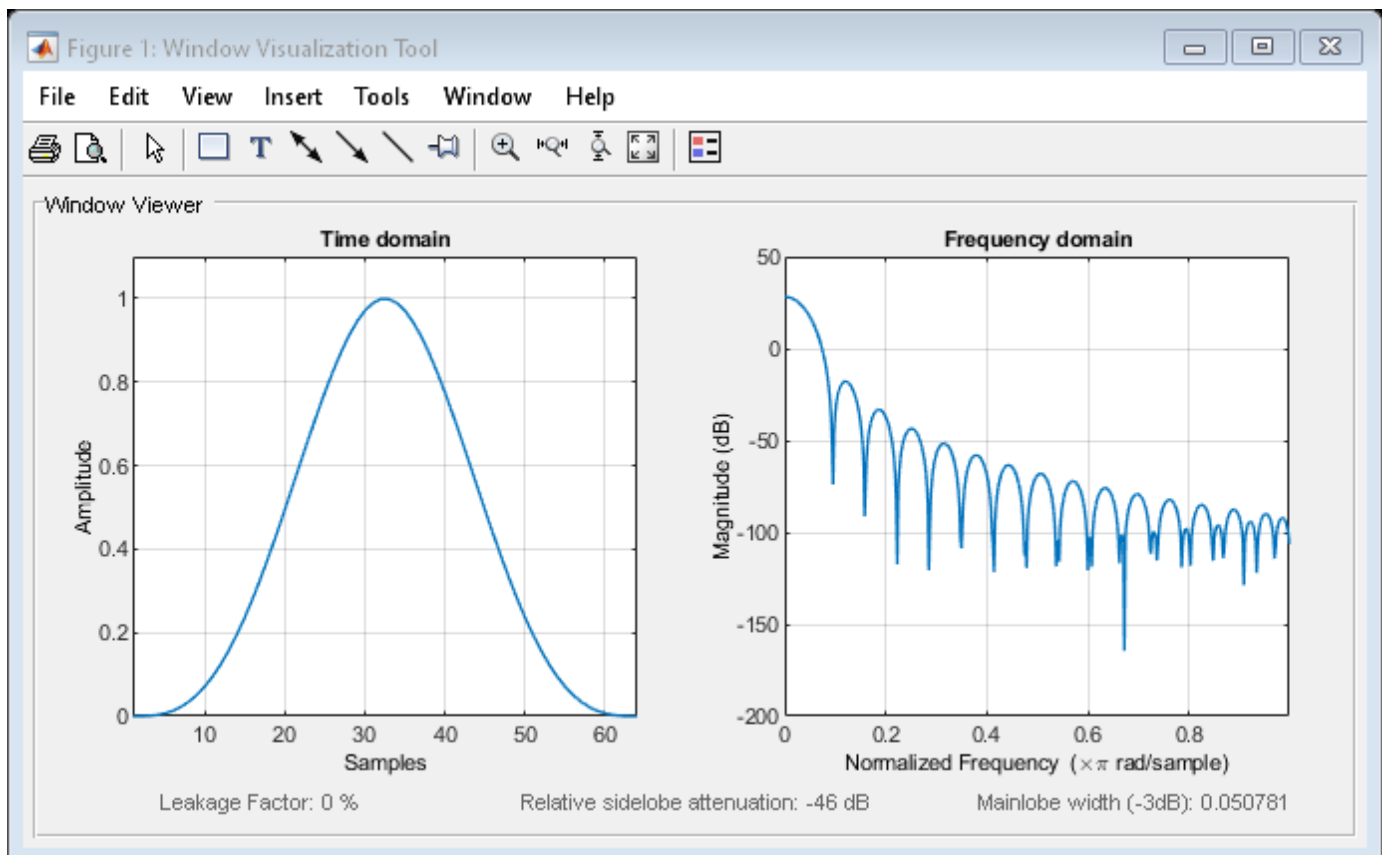 Figure 1: Window Visualization Tool
File Edit View Insert Tools Window Help
T
Window Viewer
Time domain
1
0.8
0.6
0.4
0.2
0
Amplitude
10 20 30 40 50 60
Samples
Frequency domain
50
0
-50
-100
-150
-200
Magnitude (dB)
0 0.2 0.4 0.6 0.8
Normalized Frequency (×π rad/sample)
Leakage Factor: 0 % Relative sidelobe attenuation: -46 dB Mainlobe width (-3dB): 0.050781